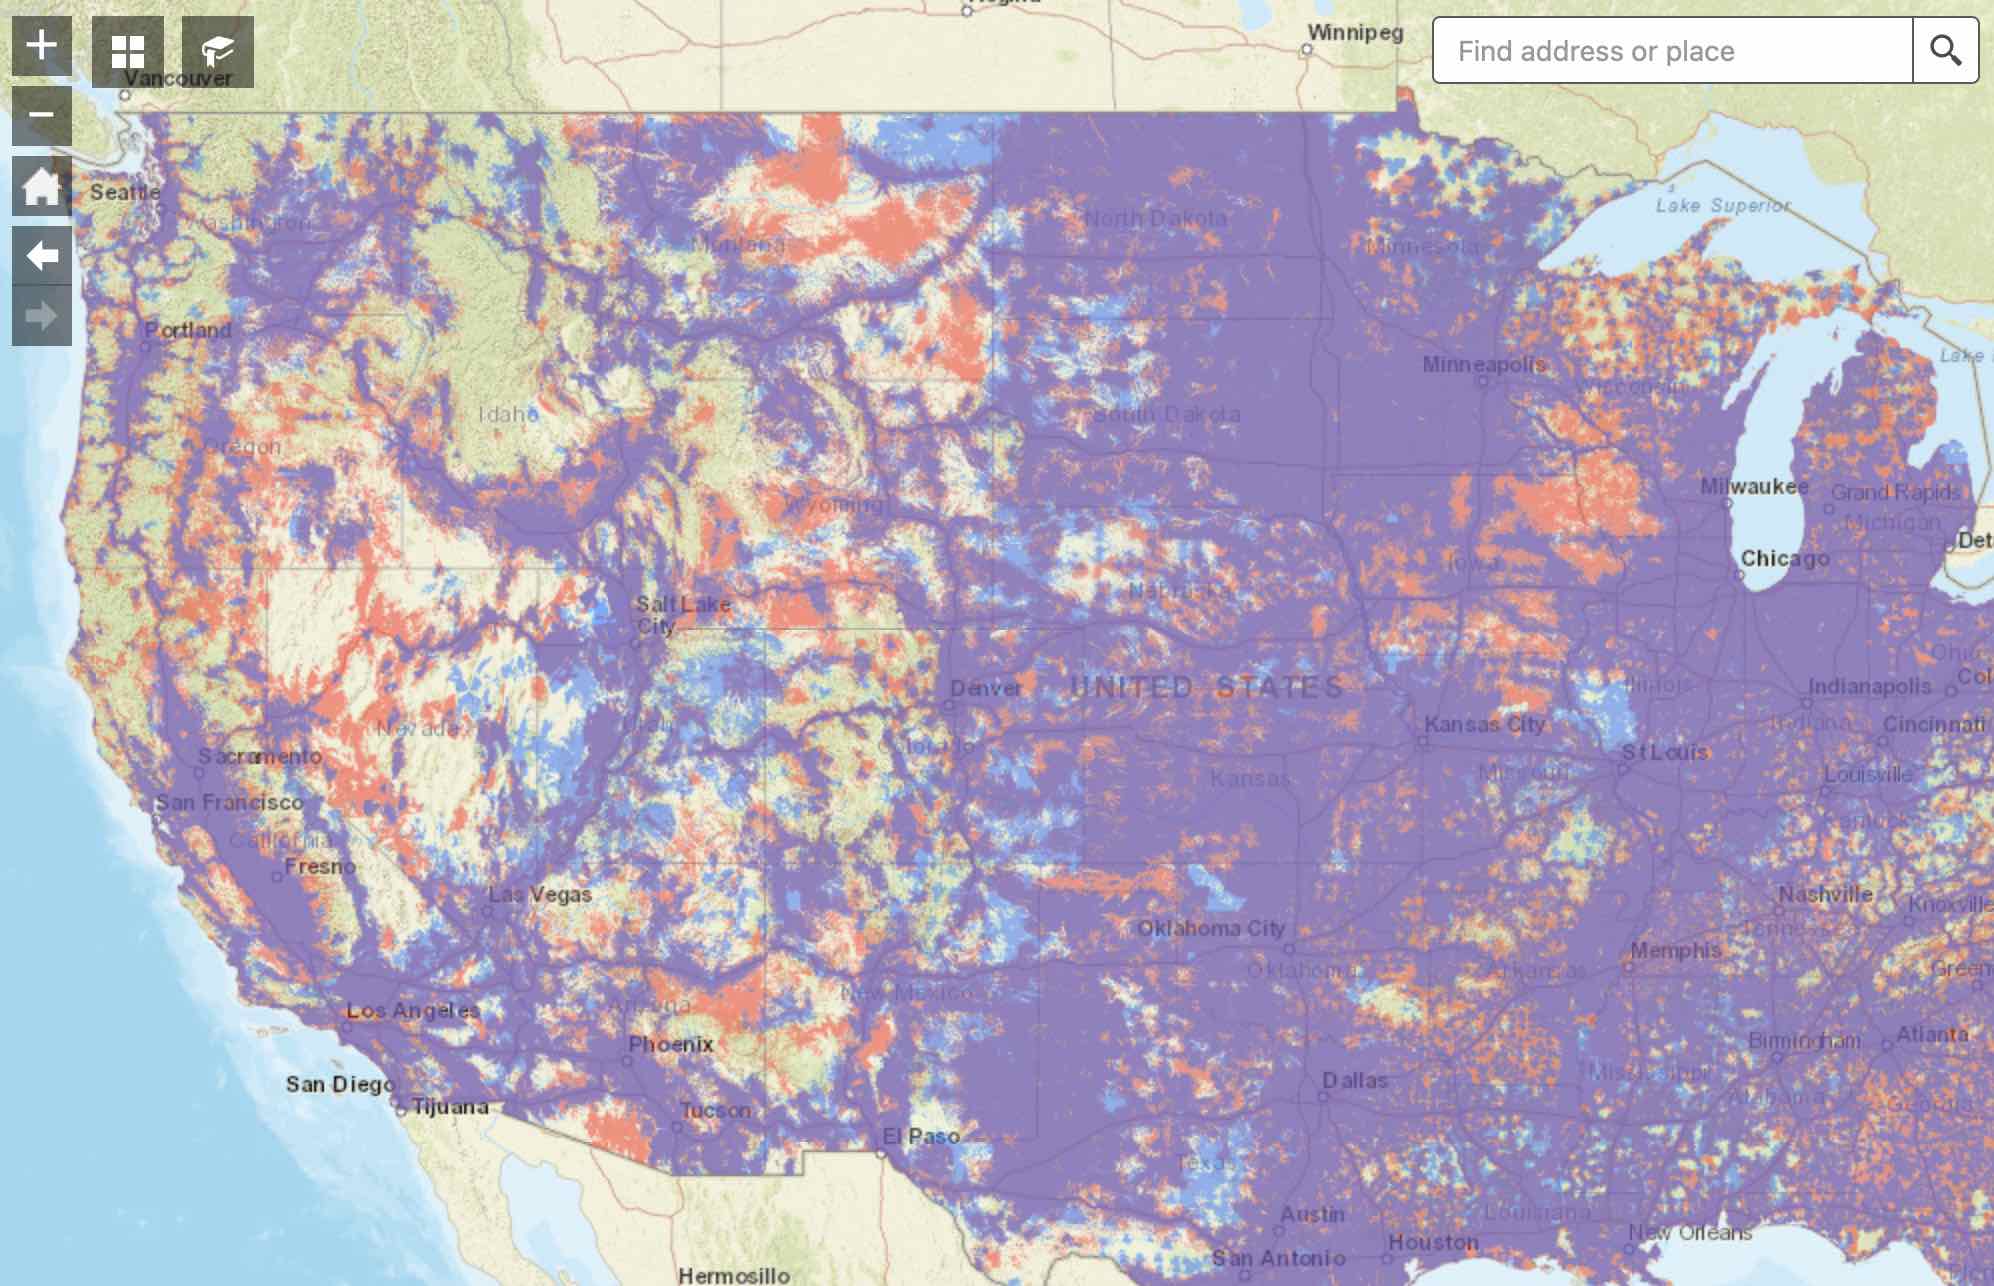 Regina
Winnipeg
Find address or place
Vancouver
Seattle
Washington
Lake Superior
North Dakota
Montana
Minnesota
Portland
Minneapolis
Wisconsin
Idaho
South Dakota
Oregon
Wyoming
Milwaukee
Grand Rapids
Michigan
Det
Chicago
Iowa
Nebraska
Salt Lake
City
Ohio
Denver
UNITED STATES
Illinois
Indianapolis
Col
Nevada
Utah
Kansas City
Indiana
Cincinnati
Colorado
St Louis
Sacramento
Kansas
Missouri
Louisville
San Francisco
California
Fresno
Las Vegas
Nashville
Knoxville
Oklahoma City
Tennessee
Memphis
Oklahoma
Arkansas
Green
New Mexico
Arizona
Los Angeles
Phoenix
Birmingham
Atlanta
San Diego
Tijuana
Dallas
Mississippi
Alabama
Georgia
Tucson
El Paso
Texas
Austin
Louisiana
New Orleans
Houston
San Antonio
Hermosillo